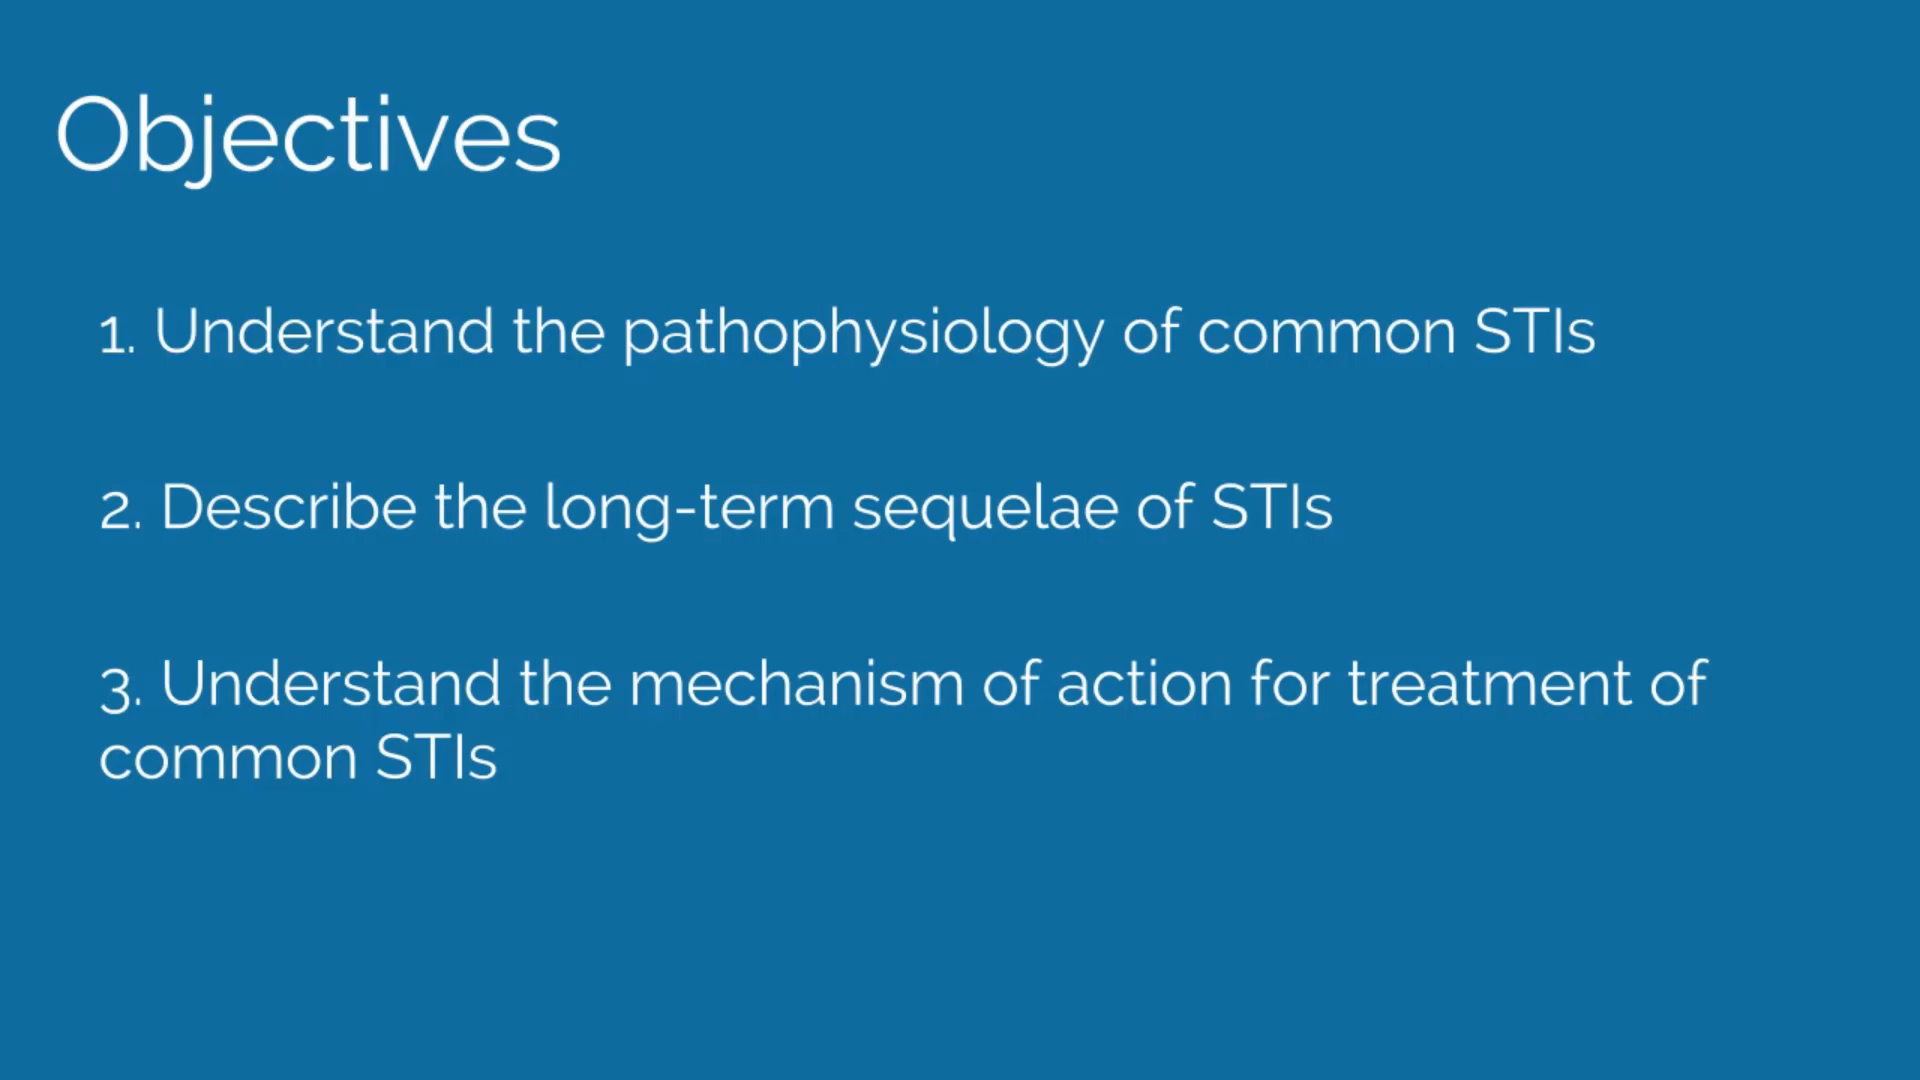 Objectives
1. Understand the pathophysiology of common STIs
2. Describe the long-term sequelae of STIs
3. Understand the mechanism of action for treatment of
common STIs